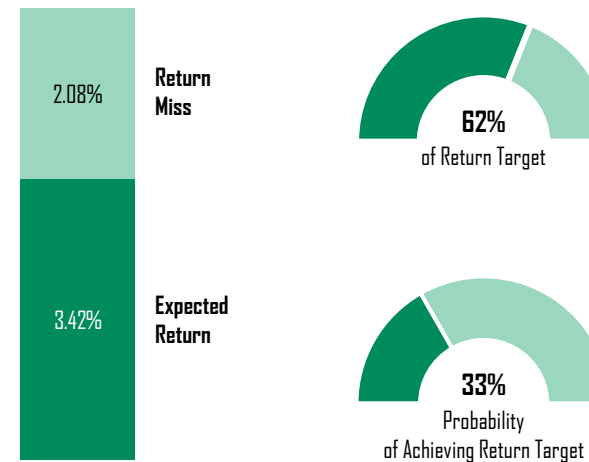 2.08%
Return
Miss
3.42%
Expected
Return
62%
of Return Target
33%
Probability
of Achieving Return Target